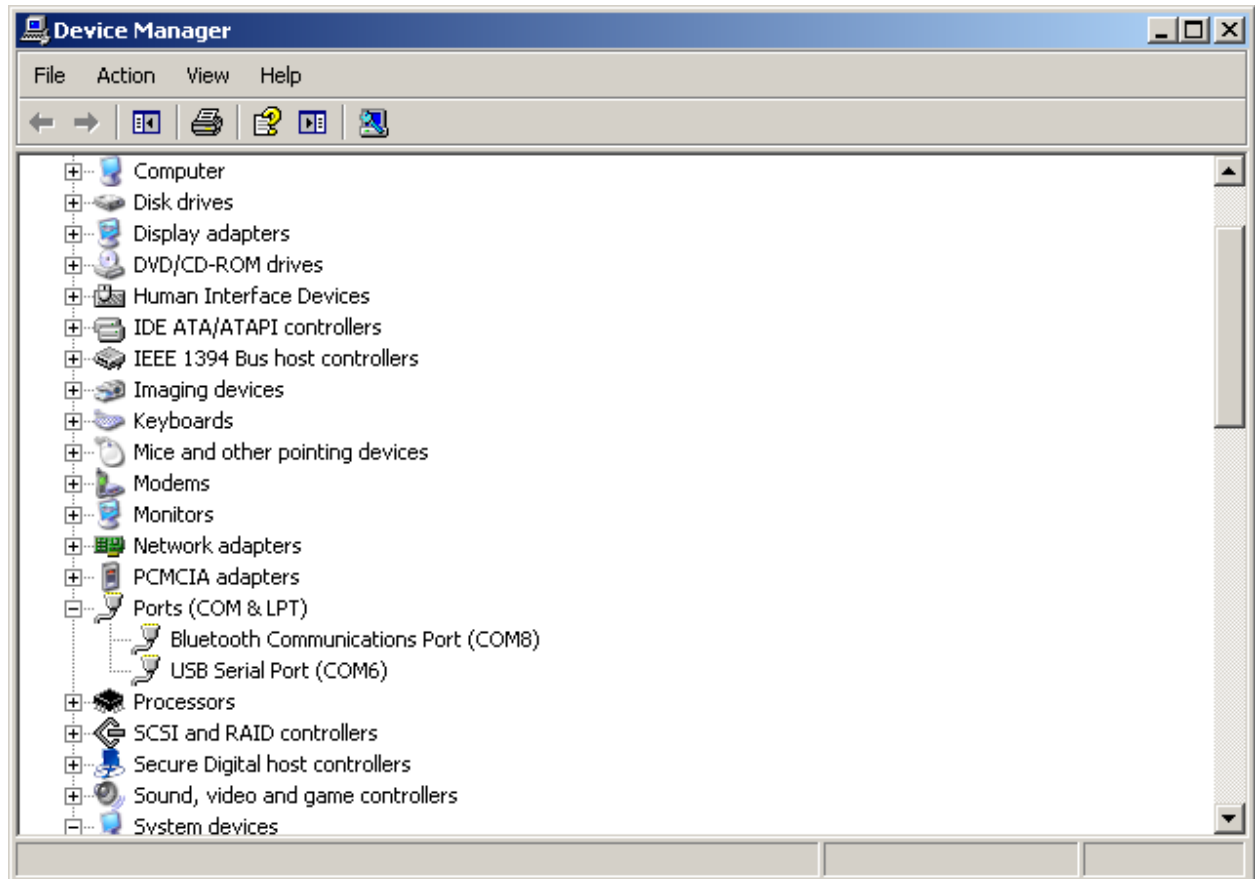 Device Manager
File Action View Help
Computer
Disk drives
Display adapters
DVD/CD-ROM drives
Human Interface Devices
IDE ATA/ATAPI controllers
IEEE 1394 Bus host controllers
Imaging devices
Keyboards
Mice and other pointing devices
Modems
Monitors
Network adapters
PCMCIA adapters
Ports (COM & LPT)
Bluetooth Communications Port (COM8)
USB Serial Port (COM6)
Processors
SCSI and RAID controllers
Secure Digital host controllers
Sound, video and game controllers
System devices